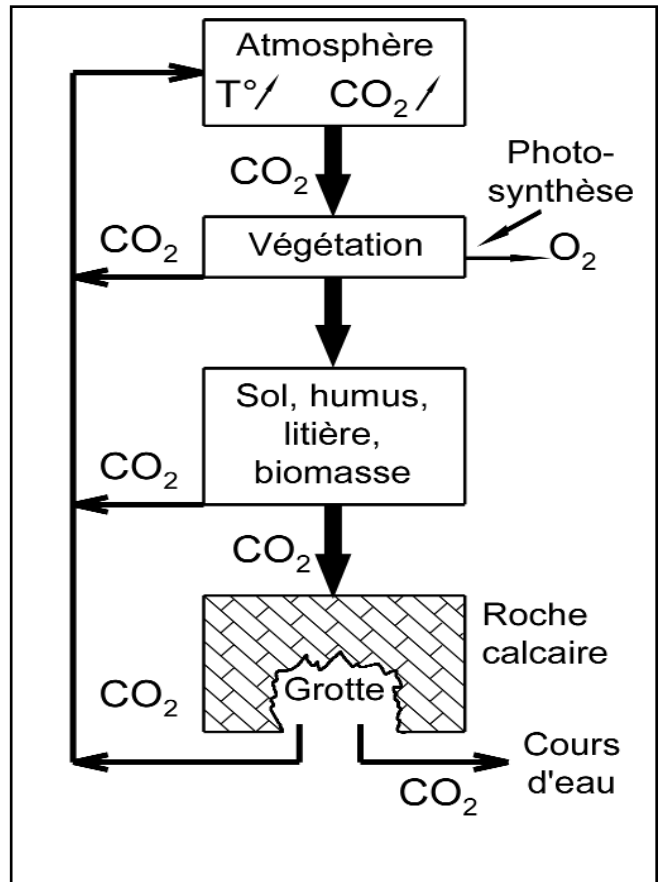 Atmosphère
T° CO₂
CO₂
Photo-
synthèse
CO₂
Végétation
O₂
Sol, humus,
litière,
biomasse
CO₂
CO₂
Roche
calcaire
Grotte
CO₂
Cours
d'eau
CO₂